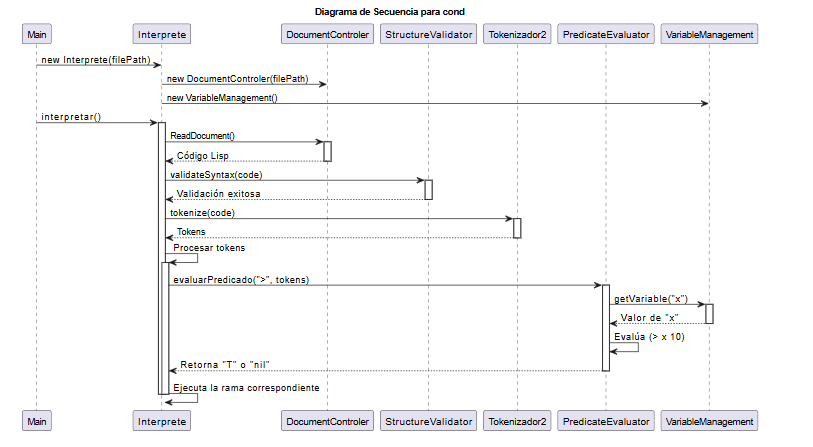 Diagrama de Secuencia para cond
Main
Interprete
DocumentControler
StructureValidator
Tokenizador2
PredicateEvaluator
VariableManagement
new Interprete(filePath)
new DocumentControler(filePath)
new VariableManagement()
interpretar()
ReadDocument()
Código Lisp
validateSyntax(code)
Validación exitosa
tokenize(code)
Tokens
Procesar tokens
evaluarPredicado(">", tokens)
getVariable("x")
Valor de "x"
Evalúa (> x 10)
Retorna "T" o "nil"
Ejecuta la rama correspondiente
Main
Interprete
DocumentControler
StructureValidator
Tokenizador2
PredicateEvaluator
VariableManagement